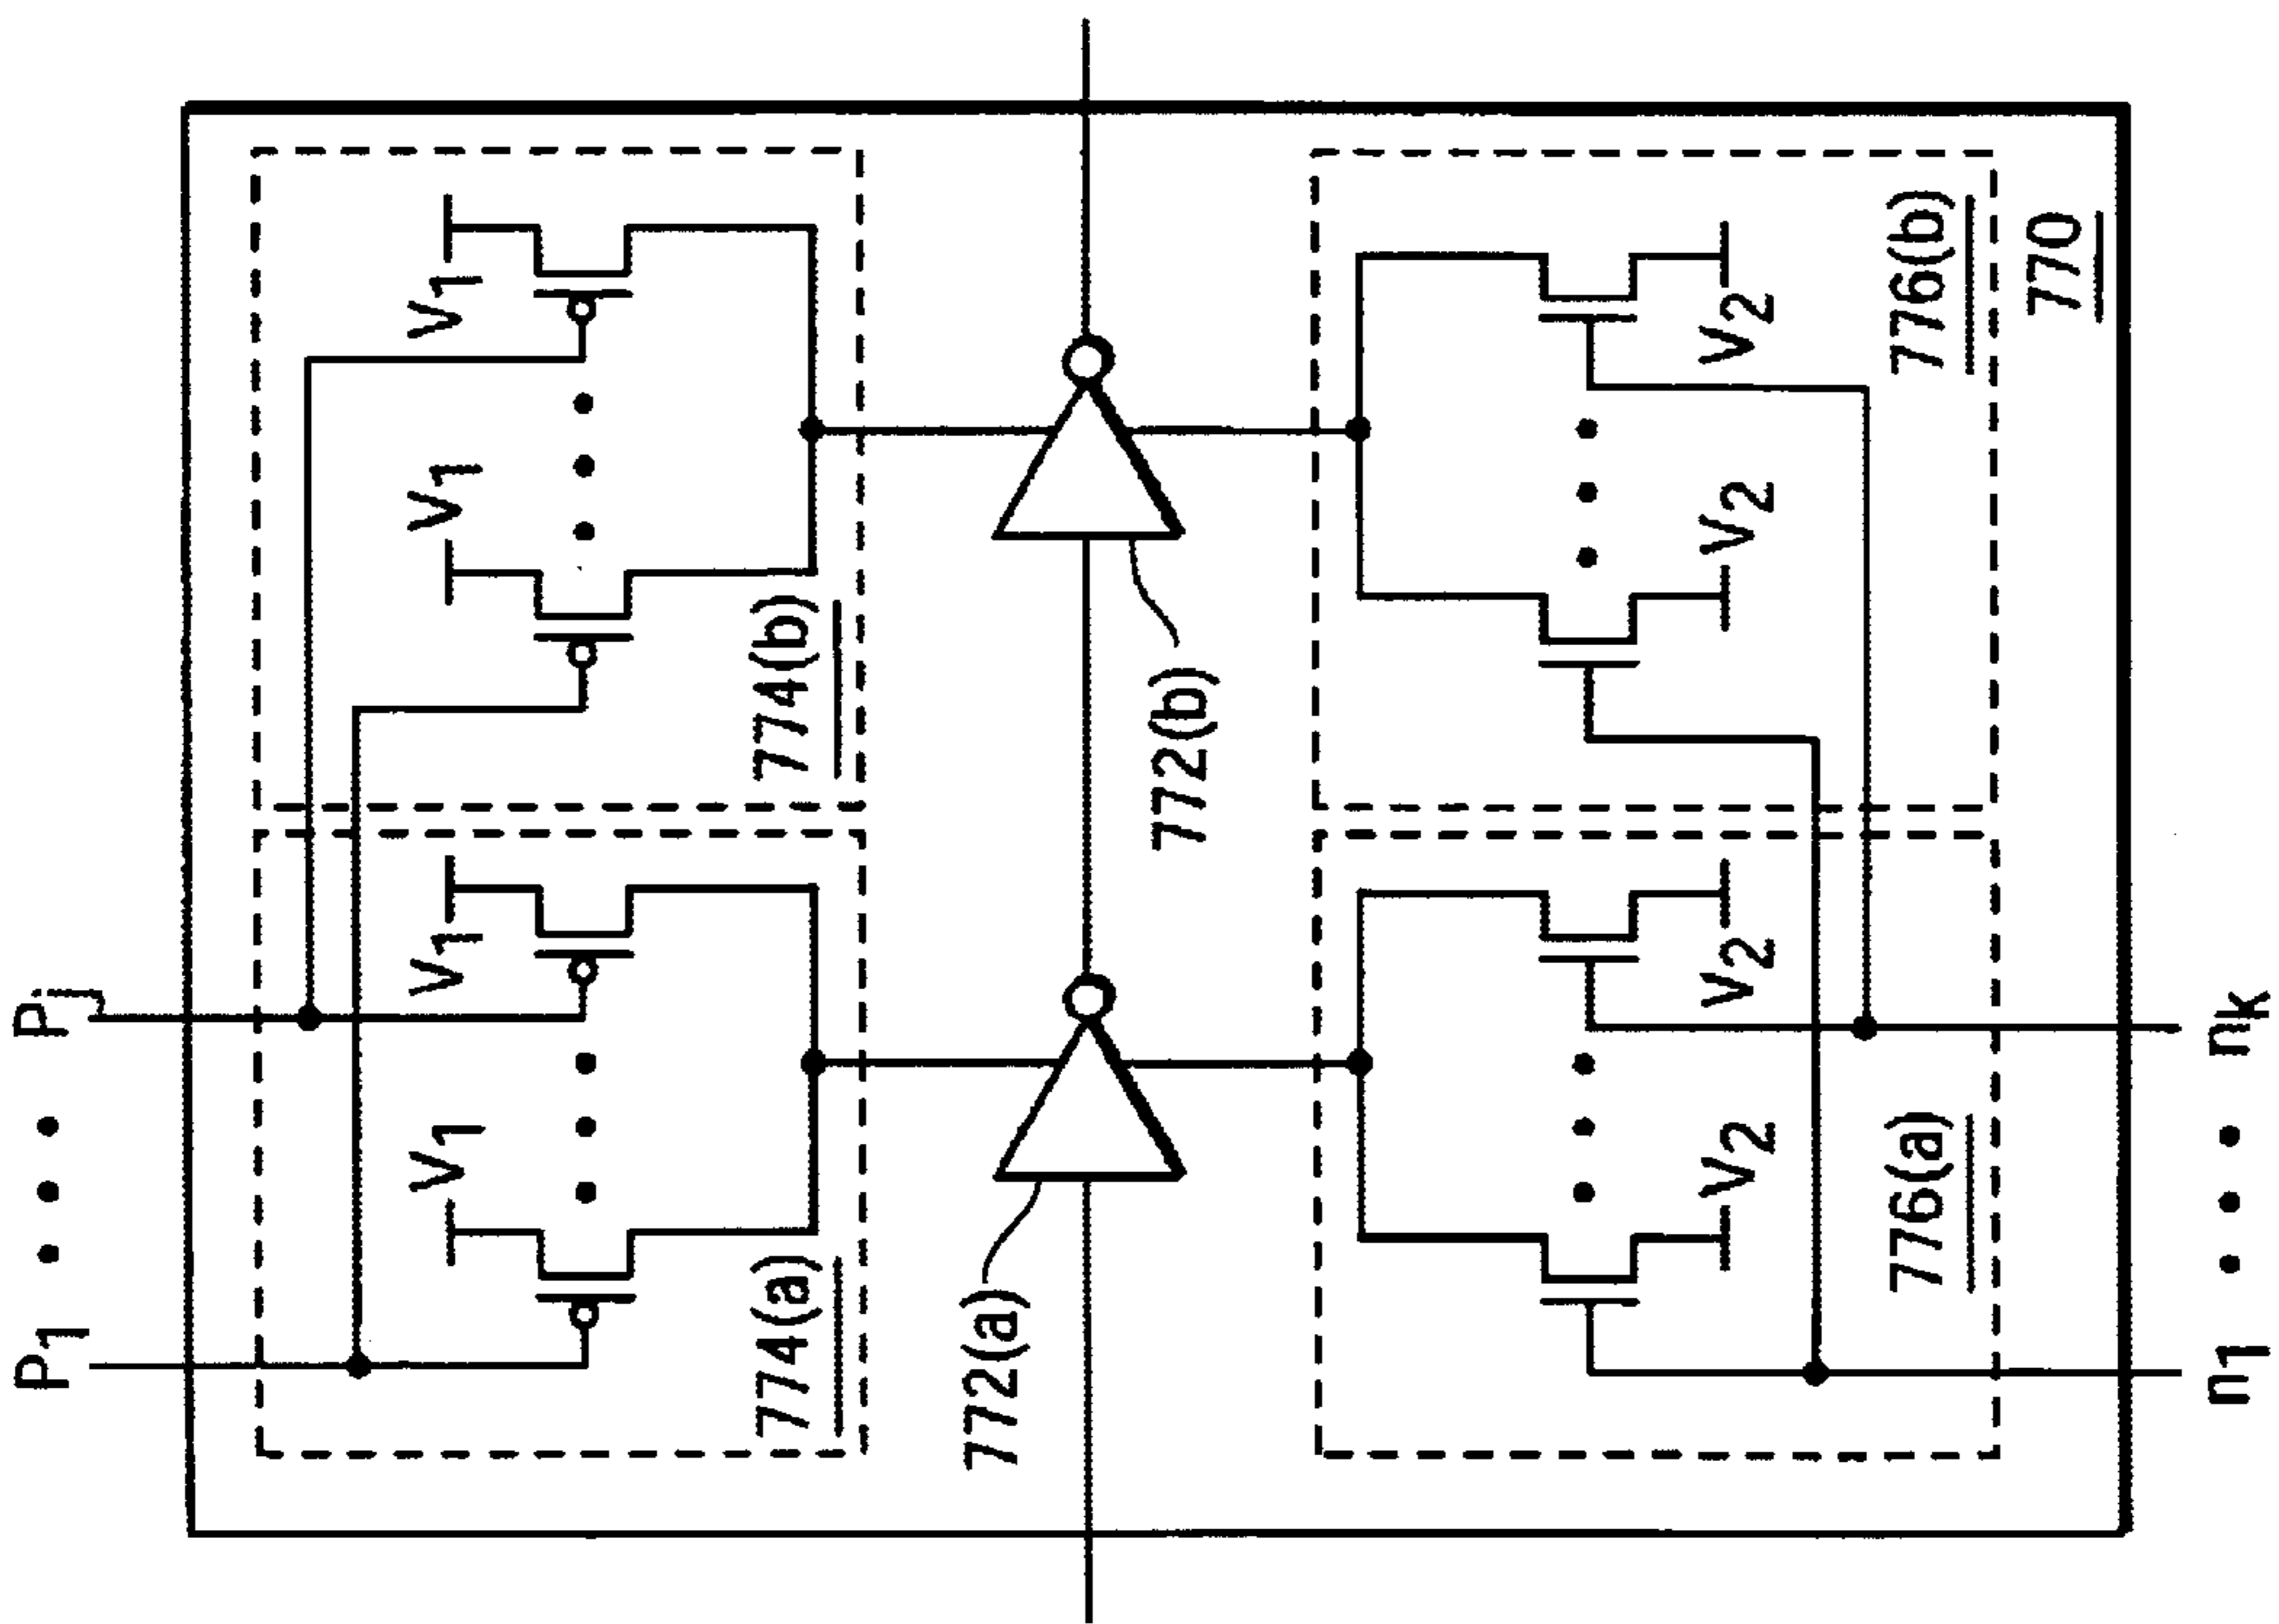 P1 • • • Pj
V1 V1
V1 V1
774(a)
774(b)
772(a)
772(b)
V2 V2
V2 V2
776(a)
776(b)
770
n1 • • • nk